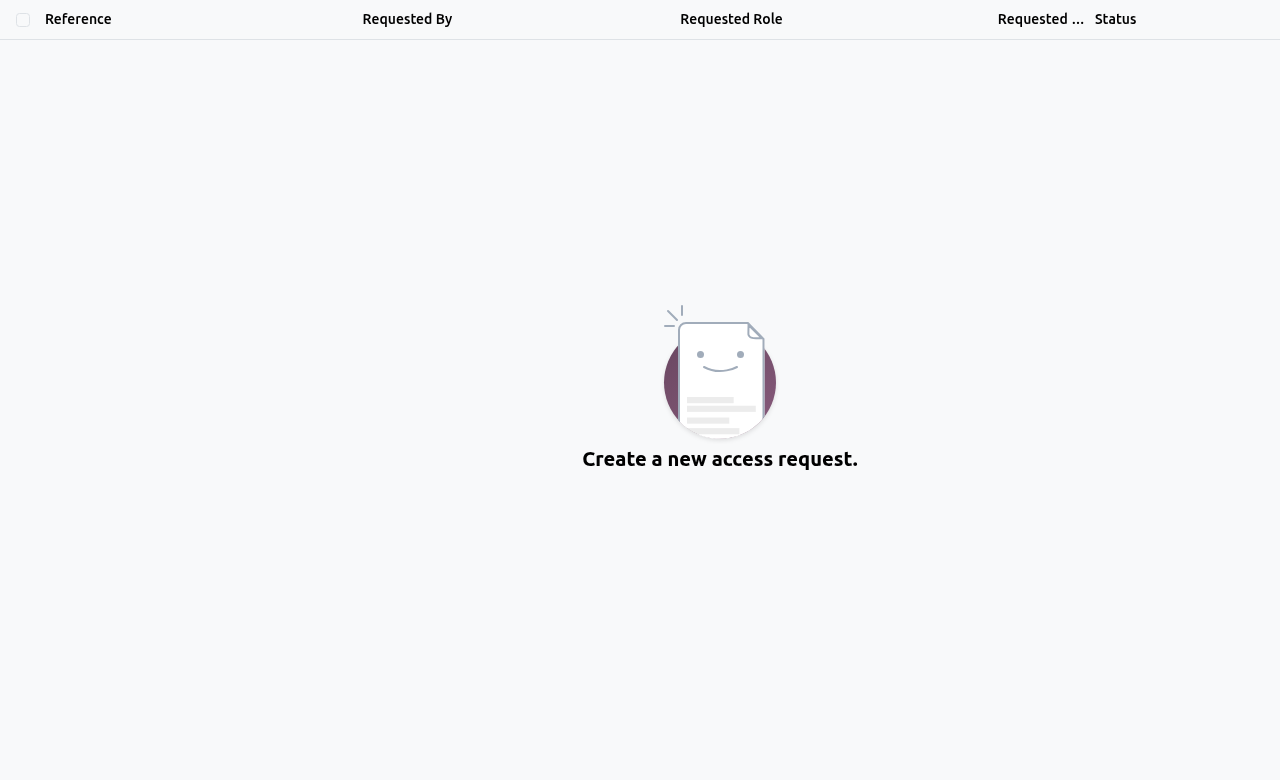 Reference Requested By Requested Role Requested ... Status
Create a new access request.